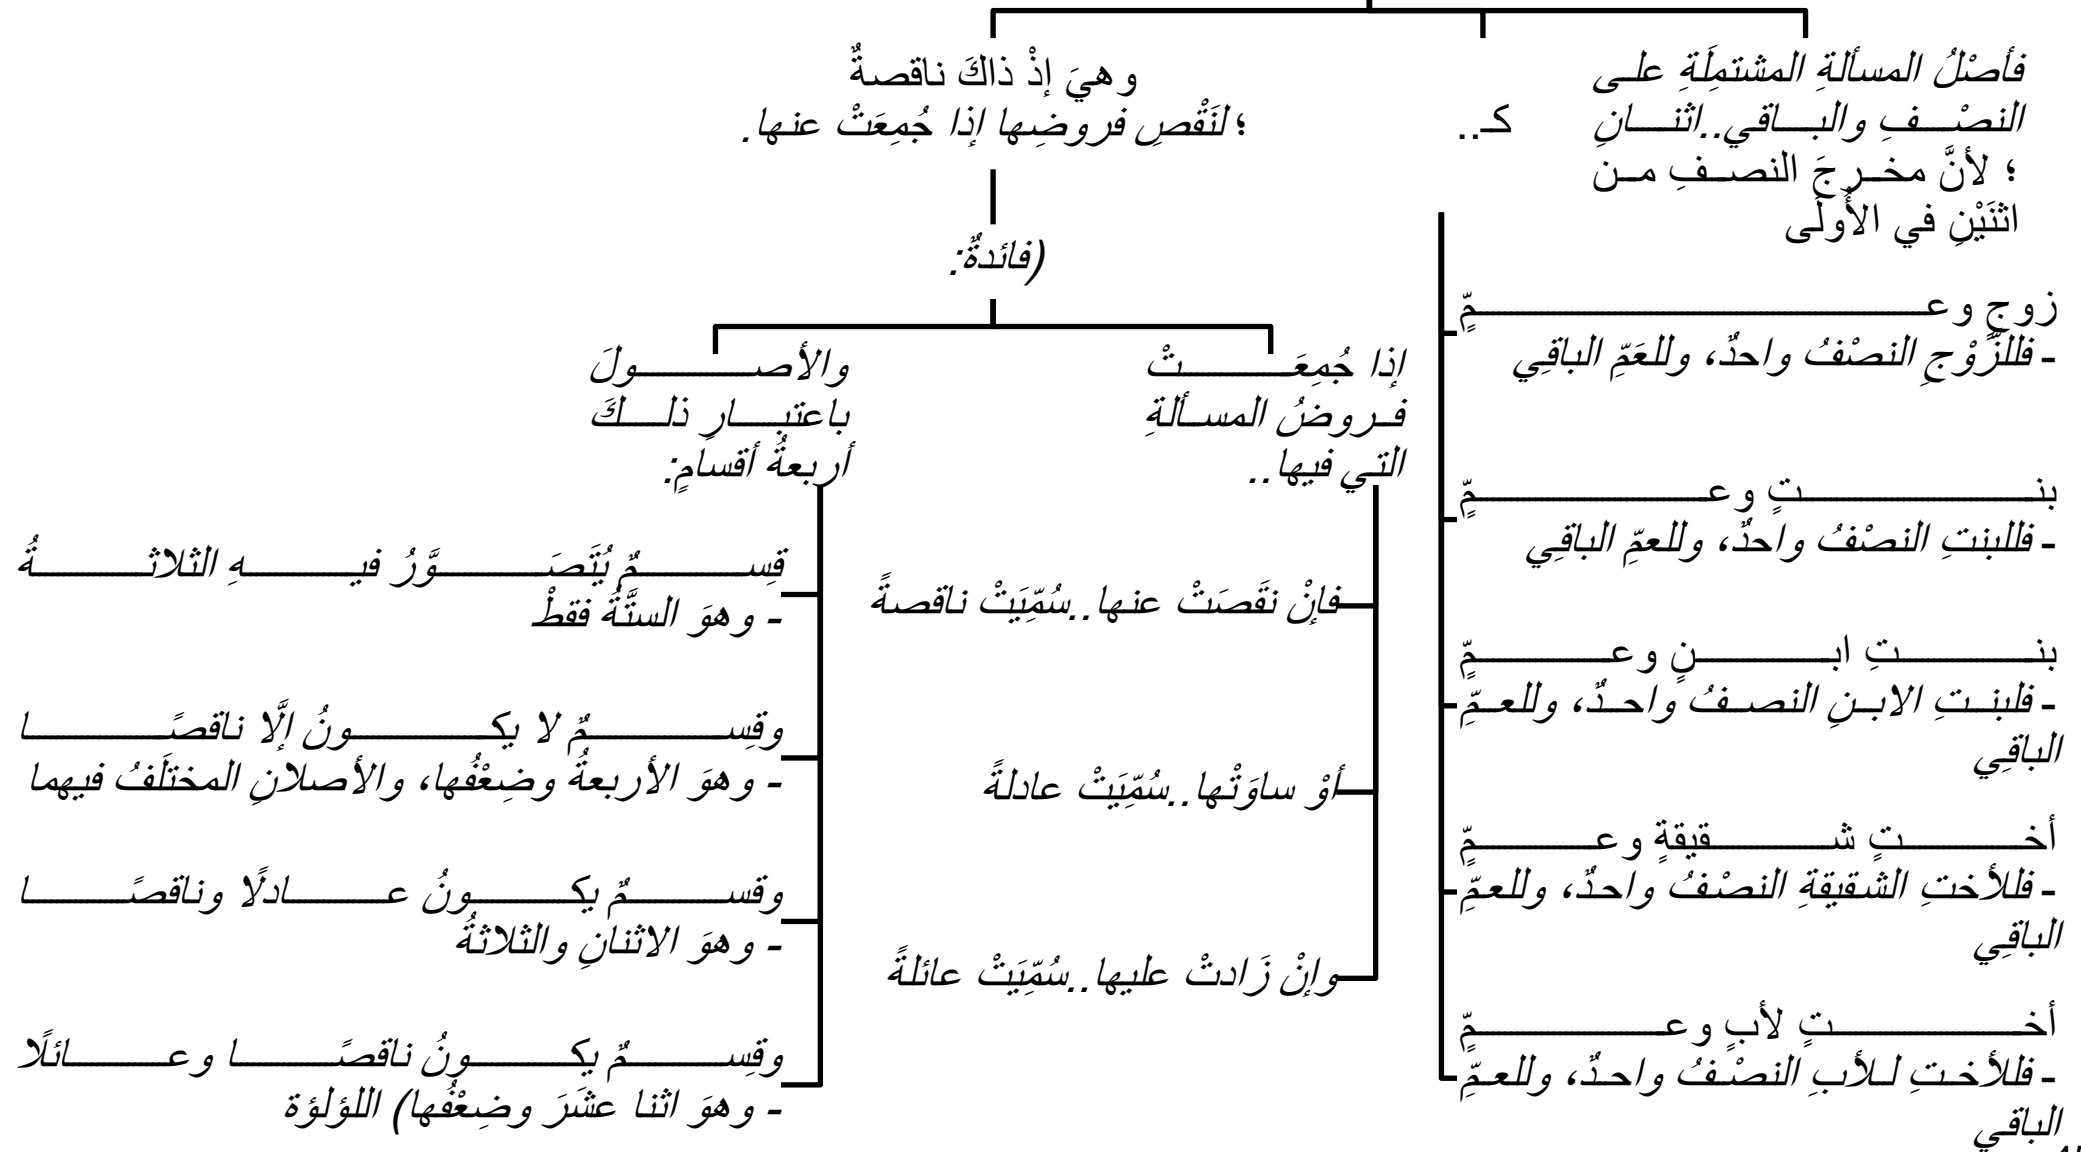 فأصْلُ المسألةِ المشتمِلَةِ على
النصْفِ والباقي..اثنانِ
؛ لأنَّ مخرجَ النصفِ من
اثنَيْنِ في الأُولَى
كـ..
زوجٍ وعمٍّ
- فللزَّوْجِ النصْفُ واحدٌ، وللعَمِّ الباقِي
بنتٍ وعمٍّ
- فللبنتِ النصْفُ واحدٌ، وللعمِّ الباقِي
بنتِ ابنٍ وعمٍّ
- فلبنتِ الابنِ النصفُ واحدٌ، وللعمِّ
الباقِي
أختٍ شقيقةٍ وعمٍّ
- فللأختِ الشقيقةِ النصْفُ واحدٌ، وللعمِّ
الباقِي
أختٍ لأبٍ وعمٍّ
- فللأختِ للأبِ النصْفُ واحدٌ، وللعمِّ
الباقي
وهيَ إذْ ذاكَ ناقصةٌ
؛ لنَقْصِ فروضِها إذا جُمِعَتْ عنها.
(فائدةٌ:
إذا جُمِعَتْ
فروضُ المسألةِ
التي فيها..
فإنْ نقَصَتْ عنها..سُمِّيَتْ ناقصةً
أوْ ساوَتْها..سُمِّيَتْ عادلةً
وإنْ زَادتْ عليها..سُمِّيَتْ عائلةً
والأصولَ
باعتبارِ ذلكَ
أربعةُ أقسامٍ:
قِسمٌ يُتَصَوَّرُ فيهِ الثلاثةُ
- وهوَ الستَّةُ فقطْ
وقِسمٌ لا يكونُ إلَّا ناقصًا
- وهوَ الأربعةُ وضِعْفُها، والأصلانِ المختلَفُ فيهما
وقسمٌ يكونُ عادلًا وناقصًا
- وهوَ الاثنانِ والثلاثةُ
وقِسمٌ يكونُ ناقصًا وعائلًا
- وهوَ اثنا عشَرَ وضِعْفُها) اللؤلؤة